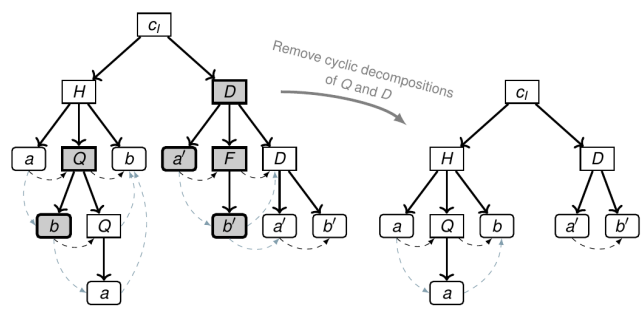 c_I
H D
Remove cyclic decompositions
of Q and D
c_I
a Q b a′ F D
H D
b Q b′ a′ b′
a Q b a′ b′
a
a